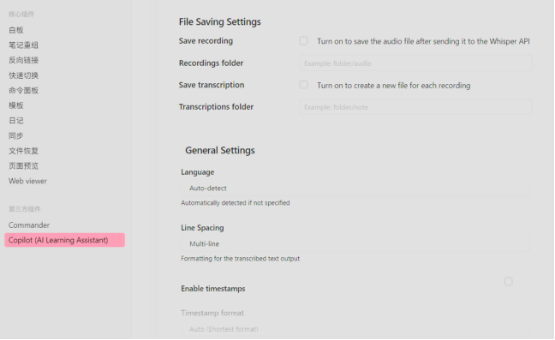 核心插件
白板
笔记重组
反向链接
快速切换
命令面板
模板
日记
同步
文件恢复
页面预览
Web viewer
第三方插件
Commander
Copilot (AI Learning Assistant)
File Saving Settings
Save recording
Turn on to save the audio file after sending it to the Whisper API
Recordings folder
Example: folder/audio
Save transcription
Turn on to create a new file for each recording
Transcriptions folder
Example: folder/note
General Settings
Language
Auto-detect
Automatically detected if not specified
Line Spacing
Multi-line
Formatting for the transcribed text output
Enable timestamps
Timestamp format
Auto (Shortest format)